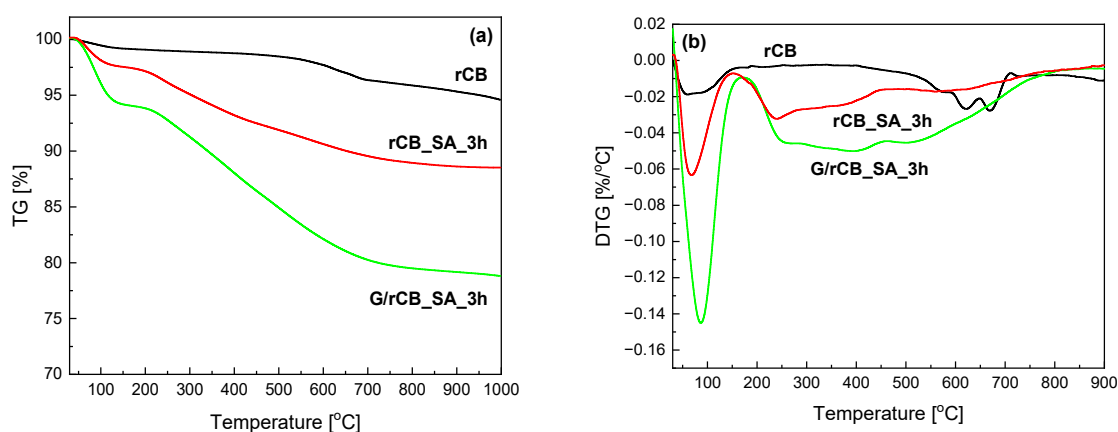 (a)
100
95
90
85
80
75
70
TG [%]
rCB
rCB_SA_3h
G/rCB_SA_3h
100 200 300 400 500 600 700 800 900 1000
Temperature [°C]
(b)
0.02
0.00
−0.02
−0.04
−0.06
−0.08
−0.10
−0.12
−0.14
−0.16
DTG [%/°C]
rCB
rCB_SA_3h
G/rCB_SA_3h
100 200 300 400 500 600 700 800 900
Temperature [°C]